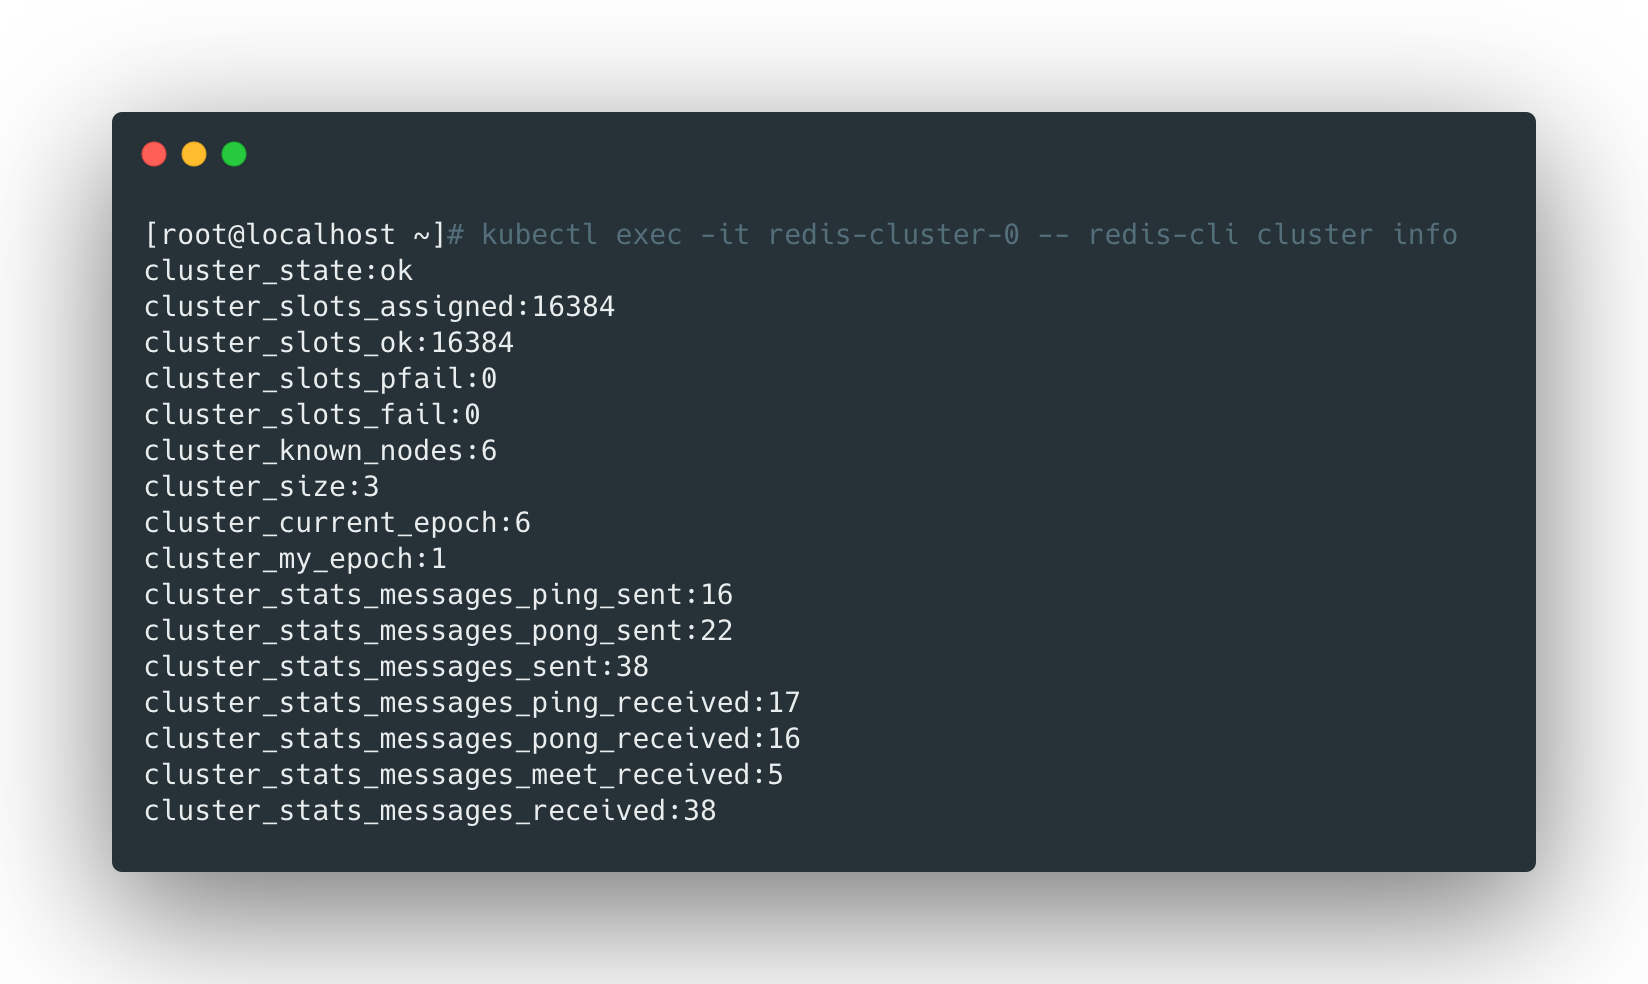 [root@localhost ~]# kubectl exec -it redis-cluster-0 -- redis-cli cluster info
cluster_state:ok
cluster_slots_assigned:16384
cluster_slots_ok:16384
cluster_slots_pfail:0
cluster_slots_fail:0
cluster_known_nodes:6
cluster_size:3
cluster_current_epoch:6
cluster_my_epoch:1
cluster_stats_messages_ping_sent:16
cluster_stats_messages_pong_sent:22
cluster_stats_messages_sent:38
cluster_stats_messages_ping_received:17
cluster_stats_messages_pong_received:16
cluster_stats_messages_meet_received:5
cluster_stats_messages_received:38